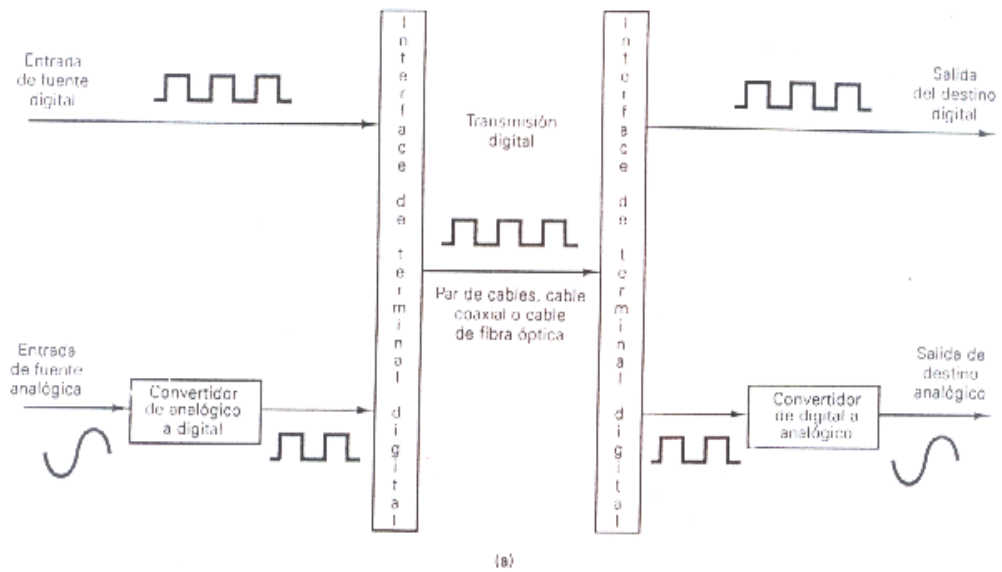 Entrada
de fuente
digital
Interface de terminal digital
Transmisión
digital
Interface de terminal digital
Salida
del destino
digital
Par de cables, cable
coaxial o cable
de fibra óptica
Entrada
de fuente
analógica
Convertidor
de analógico
a digital
Convertidor
de digital a
analógico
Salida de
destino
analógico
(a)